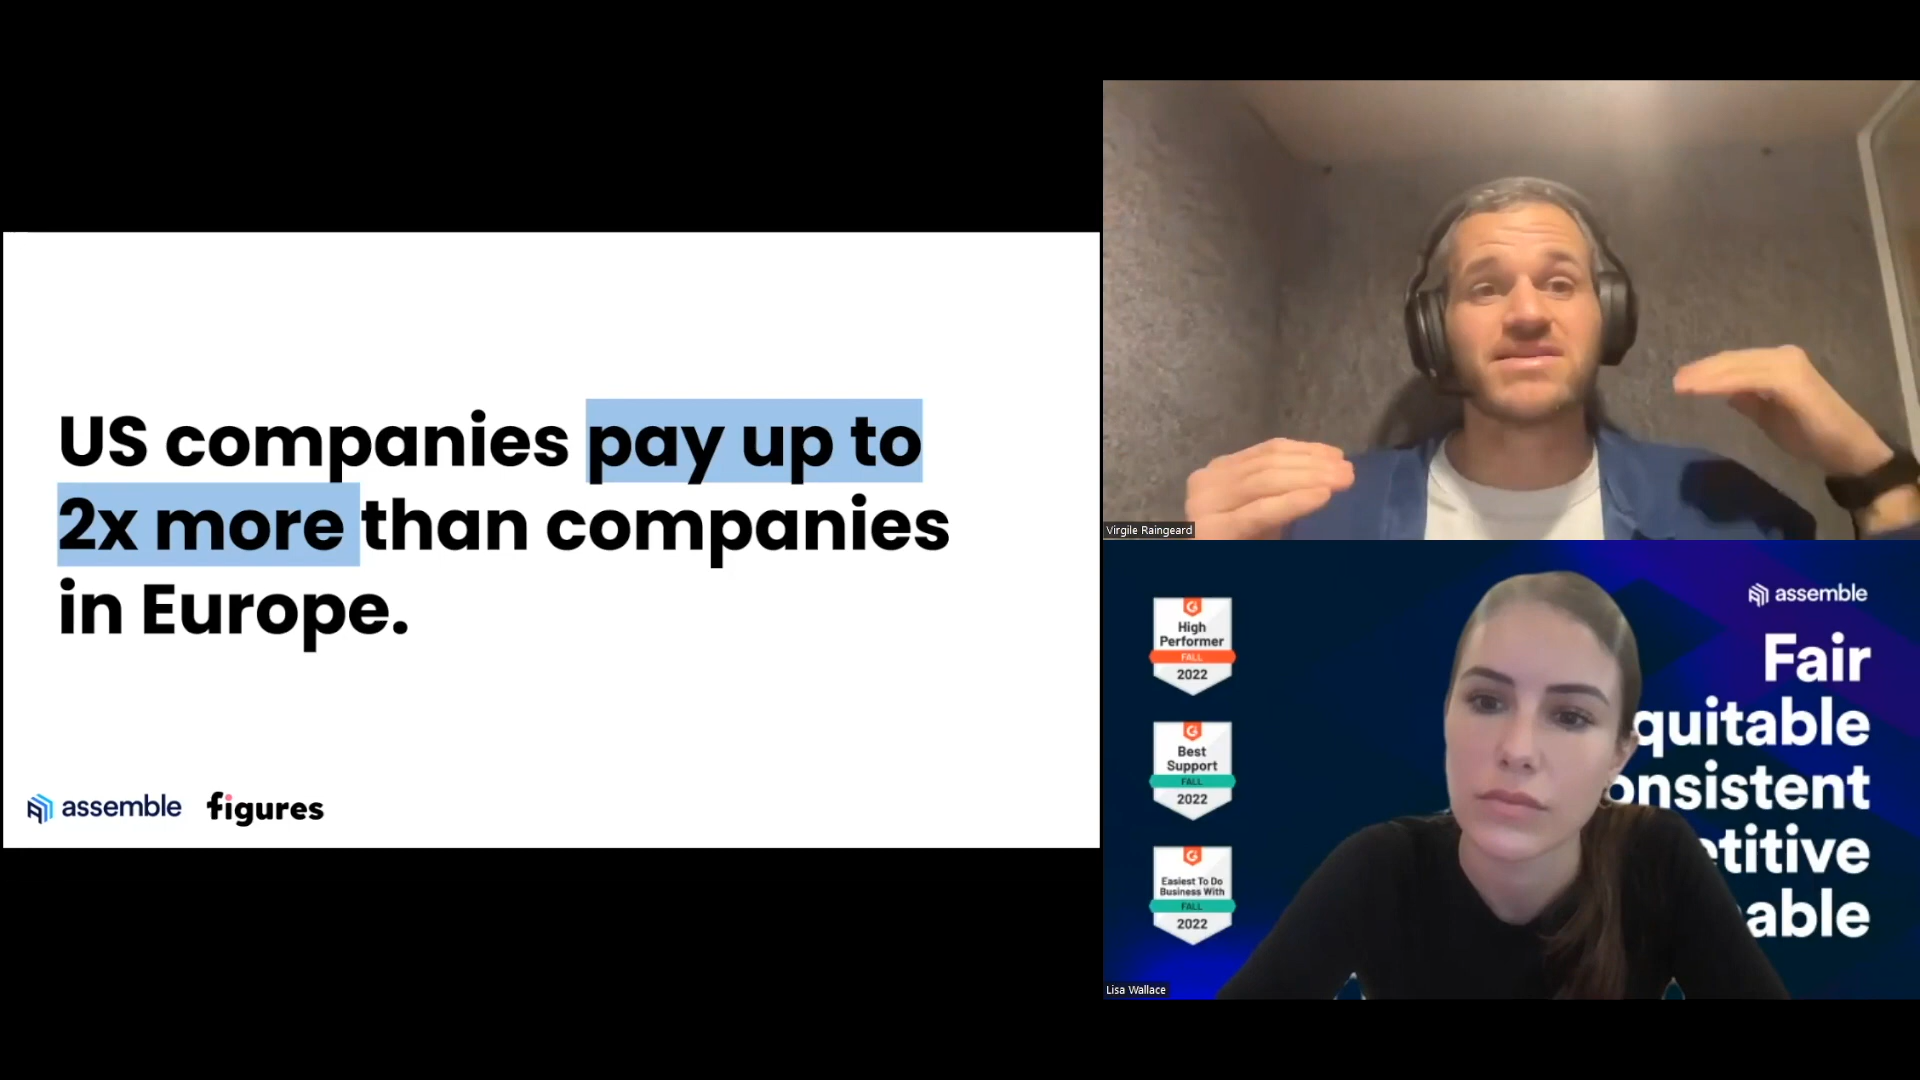 US companies pay up to
2x more than companies
in Europe.
assemble figures
Virgile Raingeard
High
Performer
FALL
2022
Best
Support
FALL
2022
Easiest To Do
Business With
FALL
2022
assemble
Fair
quitable
onsistent
etitive
able
Lisa Wallace